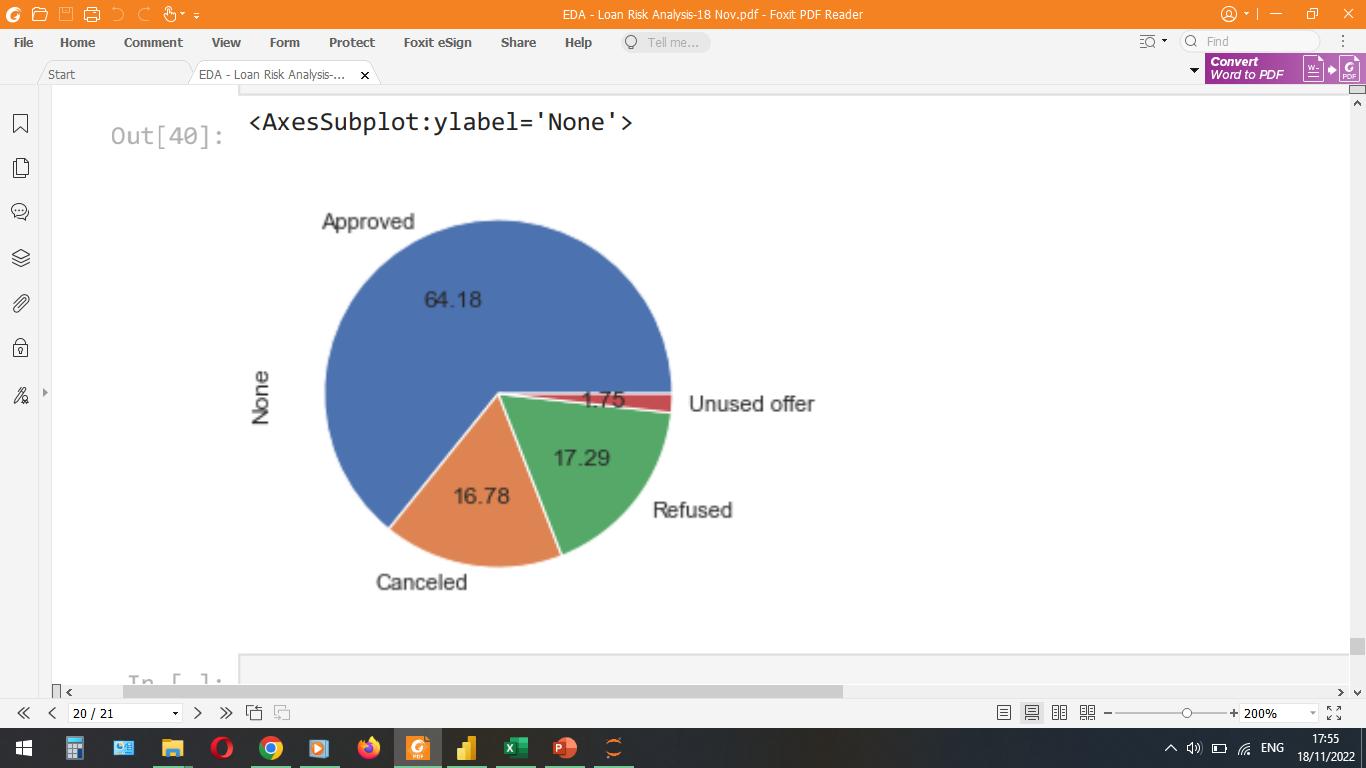 EDA - Loan Risk Analysis-18 Nov.pdf - Foxit PDF Reader
File Home Comment View Form Protect Foxit eSign Share Help Tell me... Find
Start EDA - Loan Risk Analysis-... Convert
Word to PDF
W
PDF
Out[40]: <AxesSubplot:ylabel='None'>
Approved
64.18
None
1.75
Unused offer
17.29
16.78
Refused
Canceled
In [ ]:
20 / 21 200%
PDF
ENG
17:55
18/11/2022